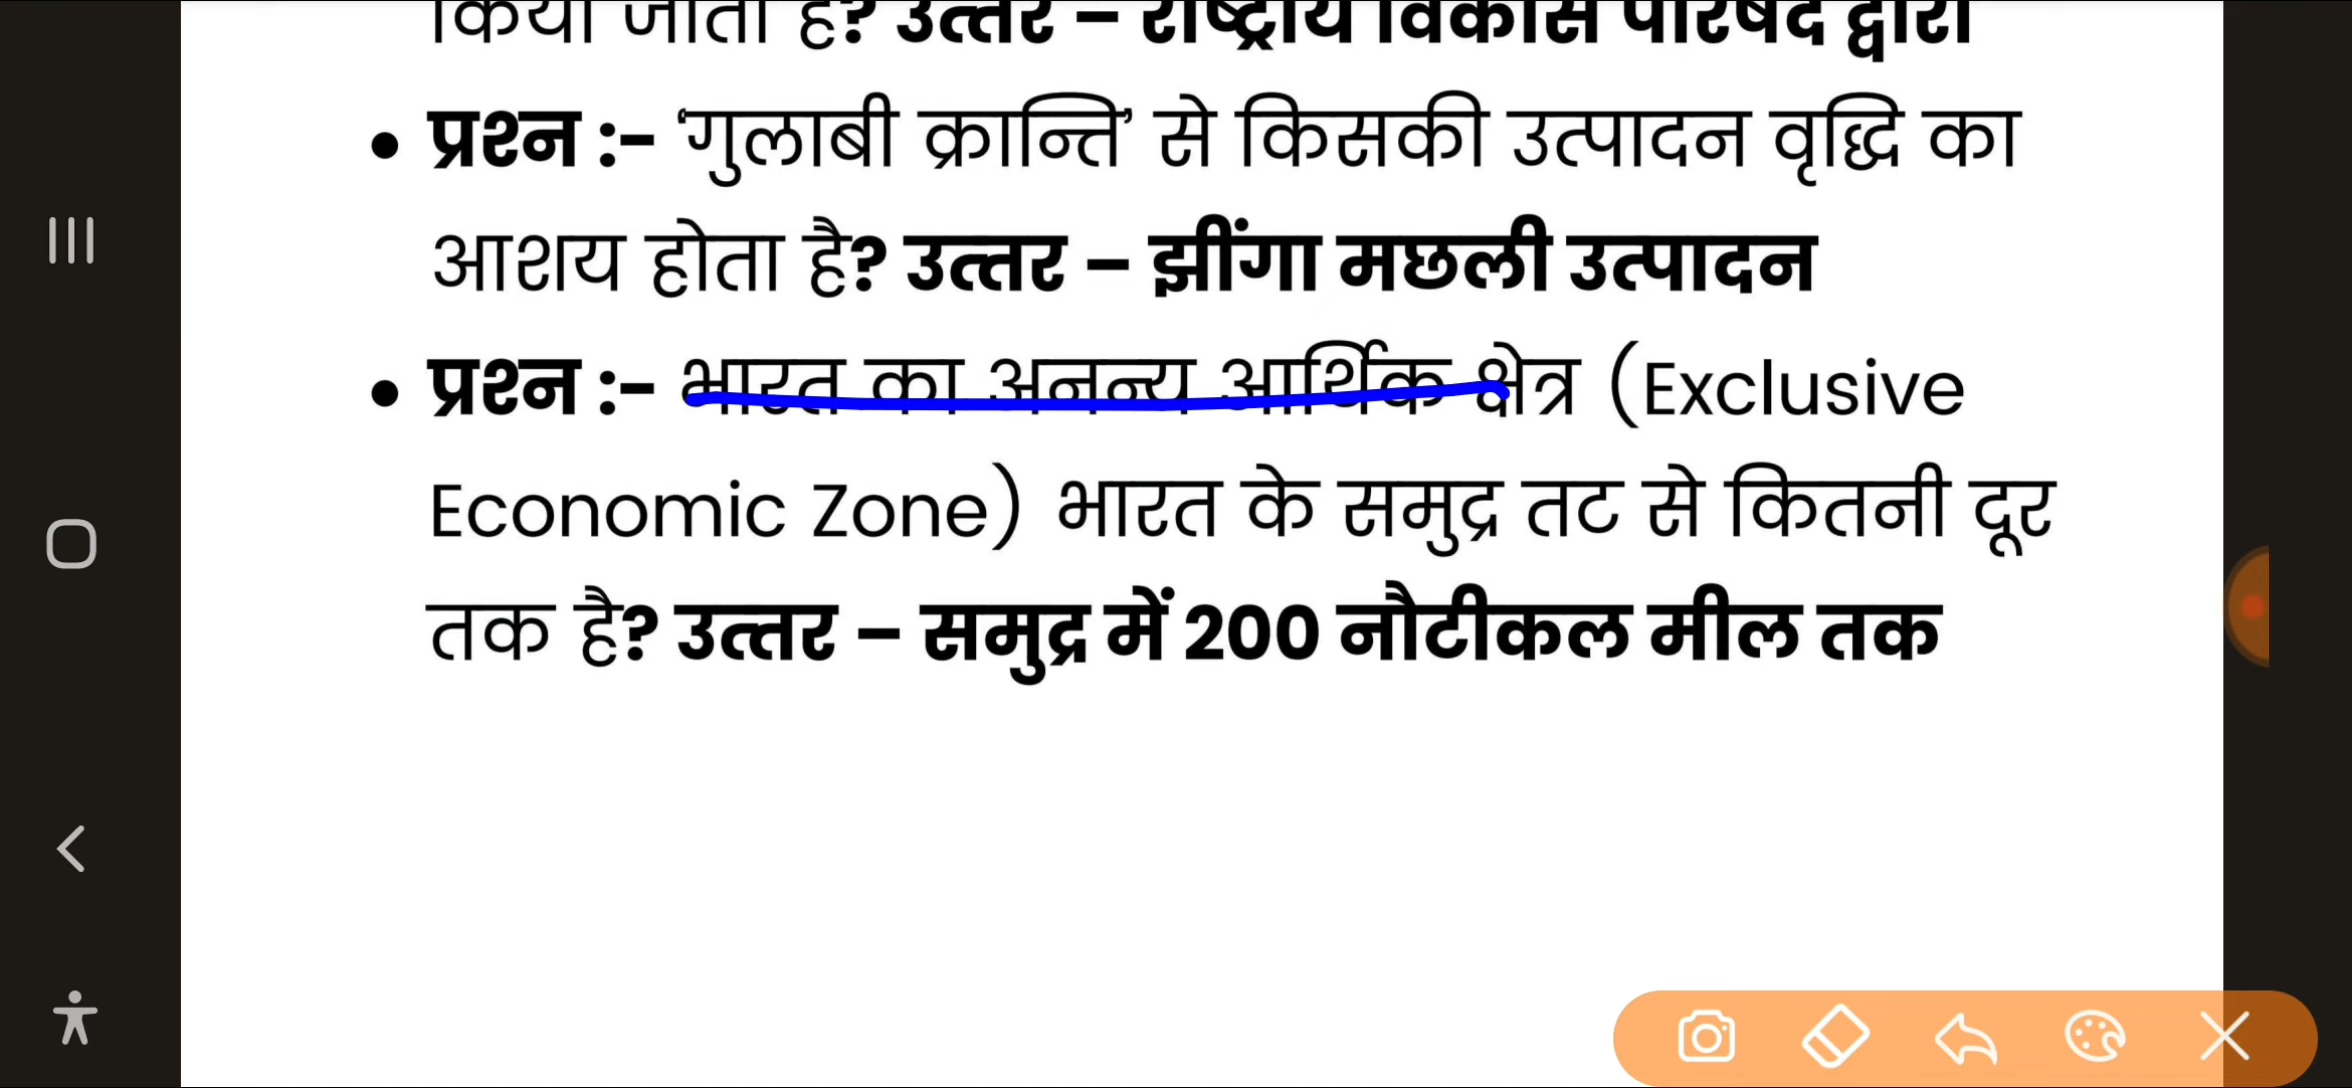 किया जाता है? उत्तर – राष्ट्रीय विकास परिषद द्वारा
• प्रश्न :- ‘गुलाबी क्रान्ति’ से किसकी उत्पादन वृद्धि का
आशय होता है? उत्तर – झींगा मछली उत्पादन
• प्रश्न :- भारत का अनन्य आर्थिक क्षेत्र (Exclusive
Economic Zone) भारत के समुद्र तट से कितनी दूर
तक है? उत्तर – समुद्र में 200 नौटीकल मील तक